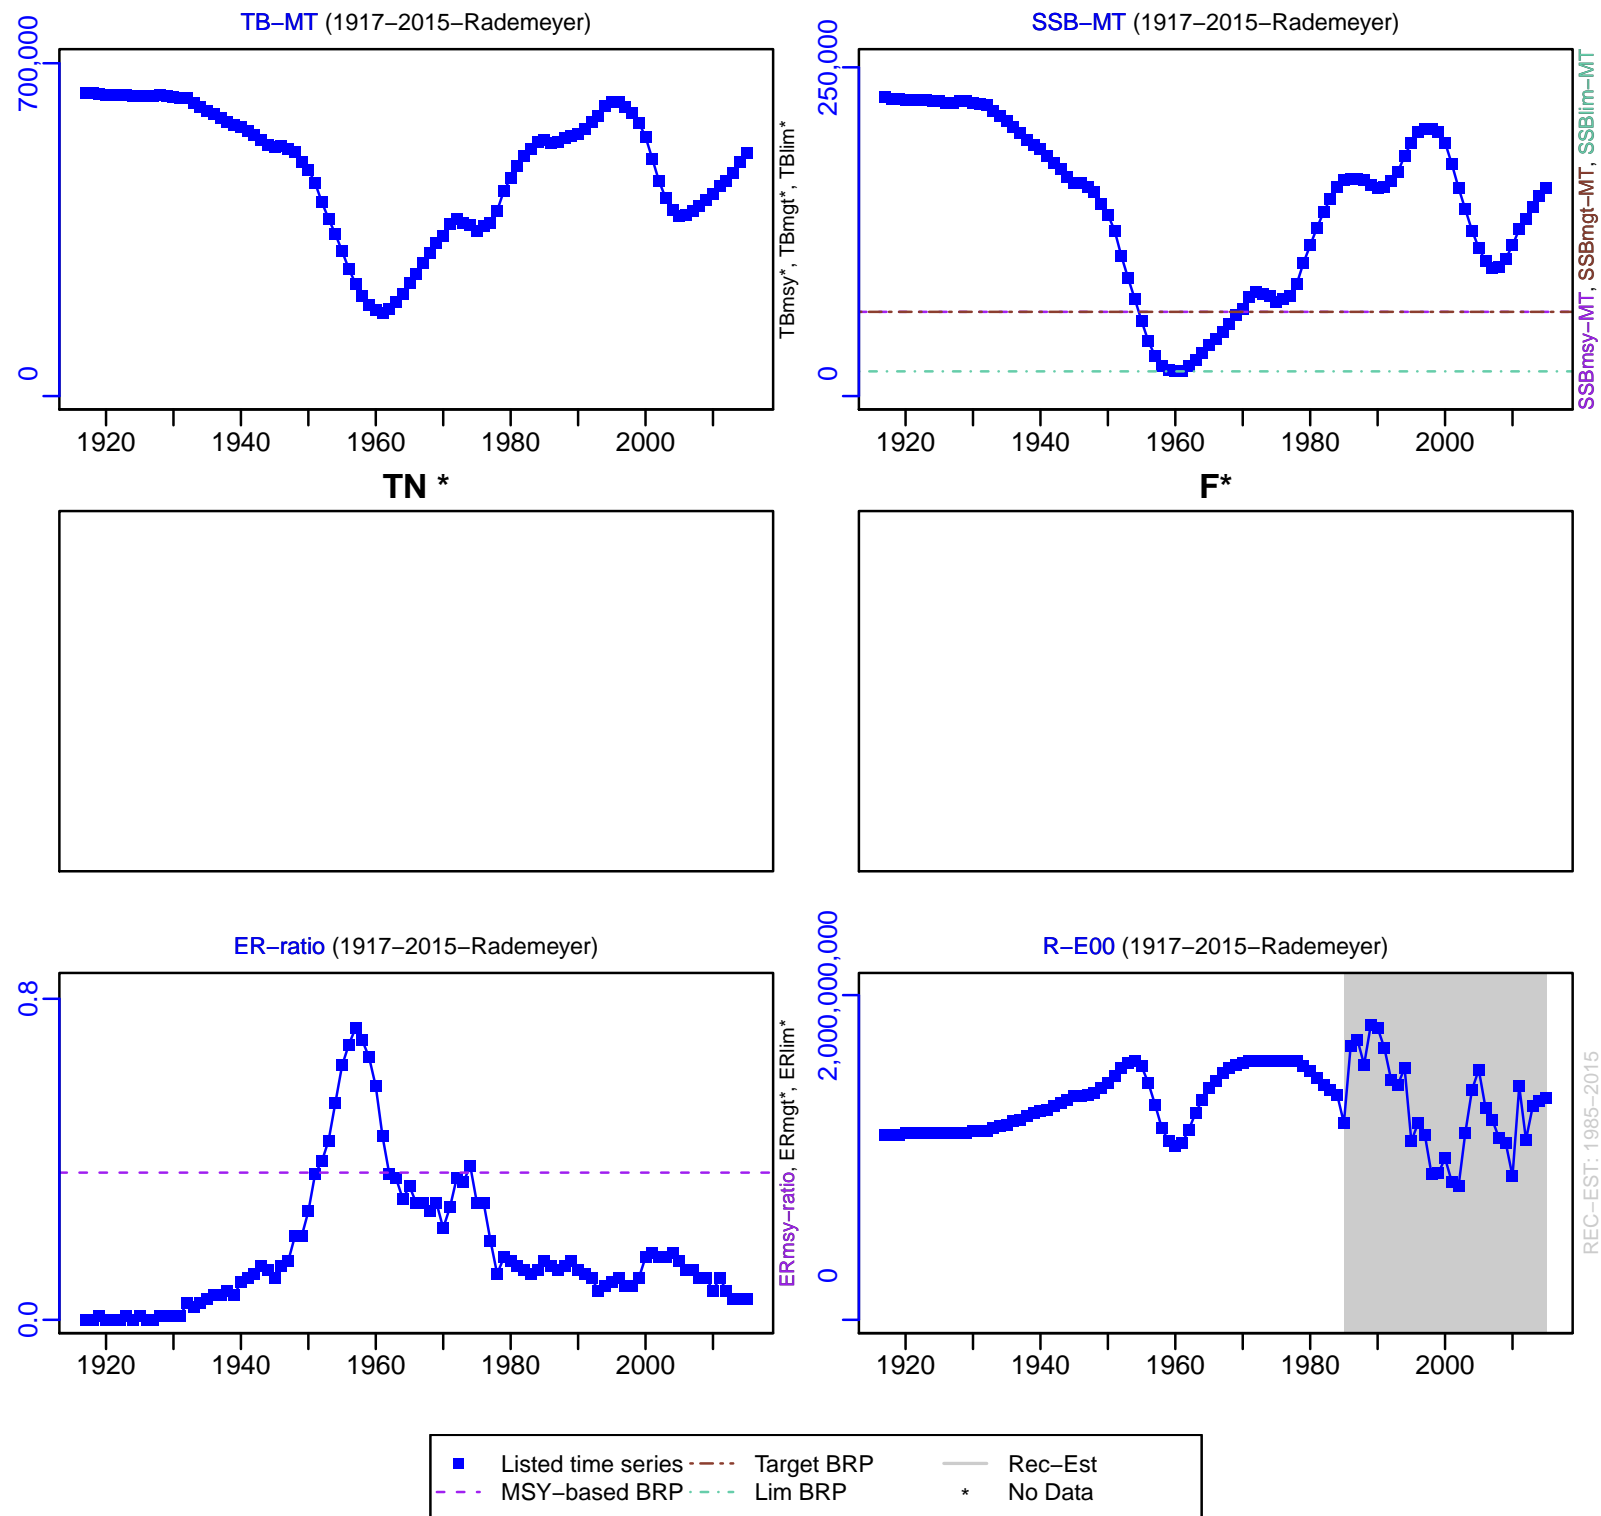 TB−MT (1917−2015−Rademeyer)
700,000
0
1920 1940 1960 1980 2000
TBmsy*, TBmgt*, TBlim*
SSB−MT (1917−2015−Rademeyer)
250,000
0
1920 1940 1960 1980 2000
SSBmsy−MT, SSBmgt−MT, SSBlim−MT
TN *
F*
ER−ratio (1917−2015−Rademeyer)
0.8
0.0
1920 1940 1960 1980 2000
ERmsy−ratio, ERmgt*, ERlim*
R−E00 (1917−2015−Rademeyer)
2,000,000,000
0
1920 1940 1960 1980 2000
REC−EST: 1985−2015
Listed time series Target BRP Rec−Est
MSY−based BRP Lim BRP * No Data